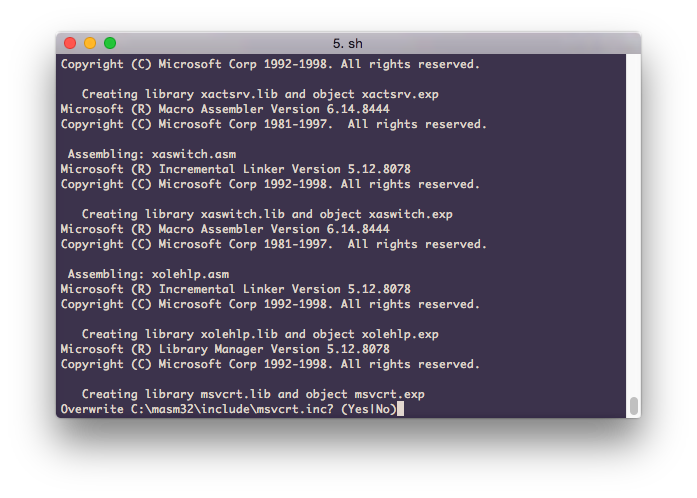 5. sh
Copyright (C) Microsoft Corp 1992-1998. All rights reserved.
Creating library xactsrv.lib and object xactsrv.exp
Microsoft (R) Macro Assembler Version 6.14.8444
Copyright (C) Microsoft Corp 1981-1997.  All rights reserved.
Assembling: xaswitch.asm
Microsoft (R) Incremental Linker Version 5.12.8078
Copyright (C) Microsoft Corp 1992-1998. All rights reserved.
Creating library xaswitch.lib and object xaswitch.exp
Microsoft (R) Macro Assembler Version 6.14.8444
Copyright (C) Microsoft Corp 1981-1997.  All rights reserved.
Assembling: xolehlp.asm
Microsoft (R) Incremental Linker Version 5.12.8078
Copyright (C) Microsoft Corp 1992-1998. All rights reserved.
Creating library xolehlp.lib and object xolehlp.exp
Microsoft (R) Library Manager Version 5.12.8078
Copyright (C) Microsoft Corp 1992-1998. All rights reserved.
Creating library msvcrt.lib and object msvcrt.exp
Overwrite C:\masm32\include\msvcrt.inc? (Yes|No)